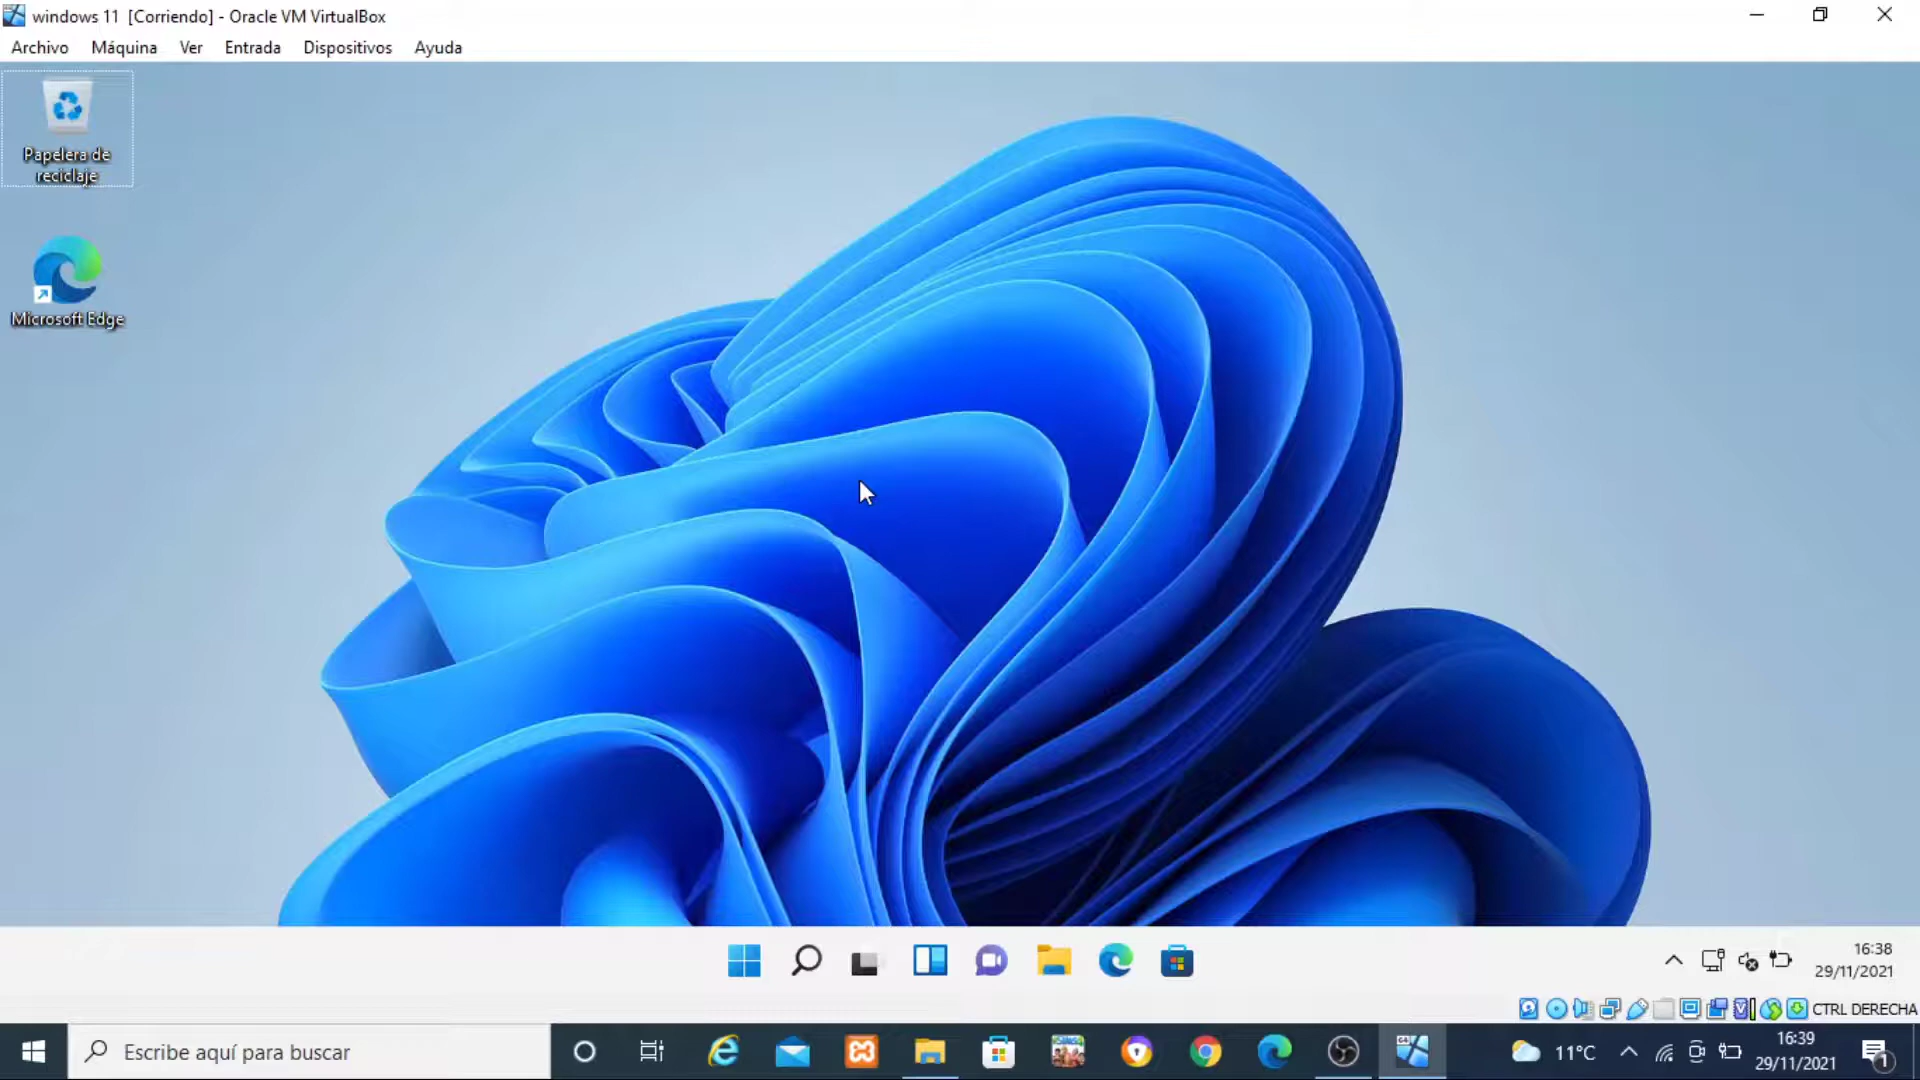 windows 11 [Corriendo] - Oracle VM VirtualBox
Archivo Máquina Ver Entrada Dispositivos Ayuda
Papelera de
reciclaje
Microsoft Edge
16:38
29/11/2021
CTRL DERECHA
Escribe aquí para buscar
11°C
16:39
29/11/2021
1